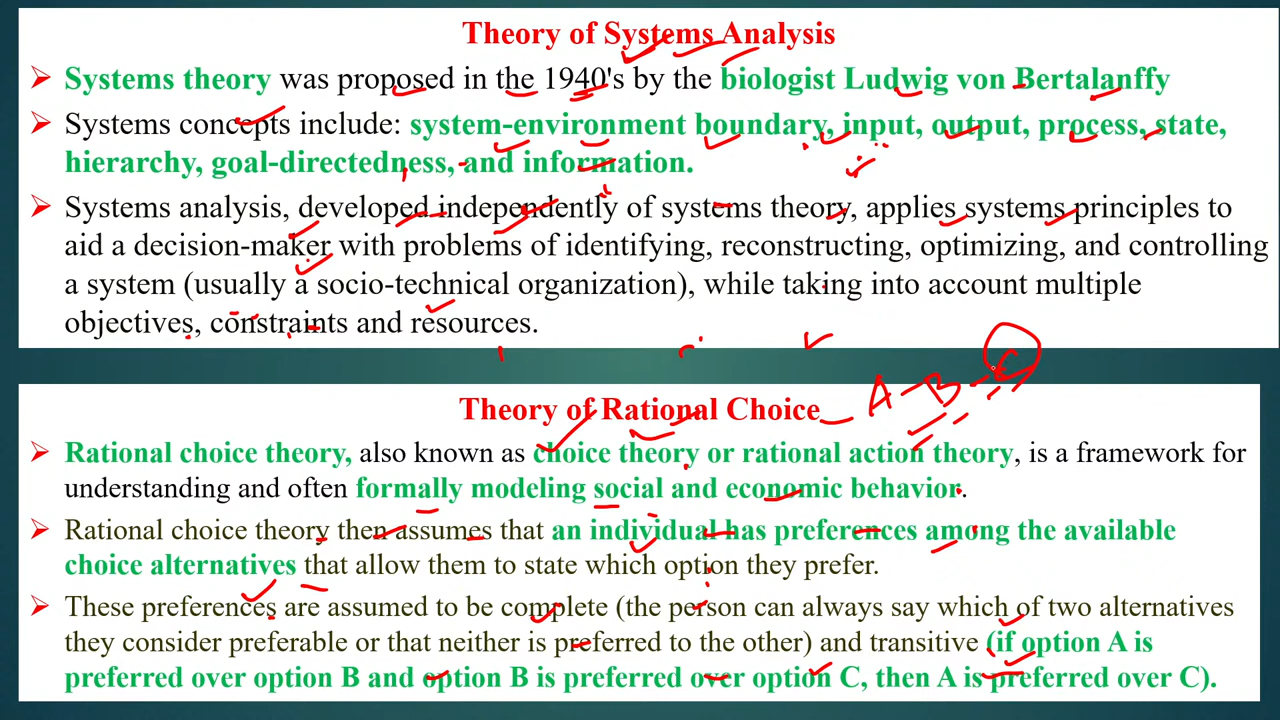 Theory of Systems Analysis
➤ Systems theory was proposed in the 1940's by the biologist Ludwig von Bertalanffy
➤ Systems concepts include: system-environment boundary, input, output, process, state,
hierarchy, goal-directedness, and information.
➤ Systems analysis, developed independently of systems theory, applies systems principles to
aid a decision-maker with problems of identifying, reconstructing, optimizing, and controlling
a system (usually a socio-technical organization), while taking into account multiple
objectives, constraints and resources.
A - B - C
Theory of Rational Choice
➤ Rational choice theory, also known as choice theory or rational action theory, is a framework for
understanding and often formally modeling social and economic behavior.
➤ Rational choice theory then assumes that an individual has preferences among the available
choice alternatives that allow them to state which option they prefer.
➤ These preferences are assumed to be complete (the person can always say which of two alternatives
they consider preferable or that neither is preferred to the other) and transitive (if option A is
preferred over option B and option B is preferred over option C, then A is preferred over C).